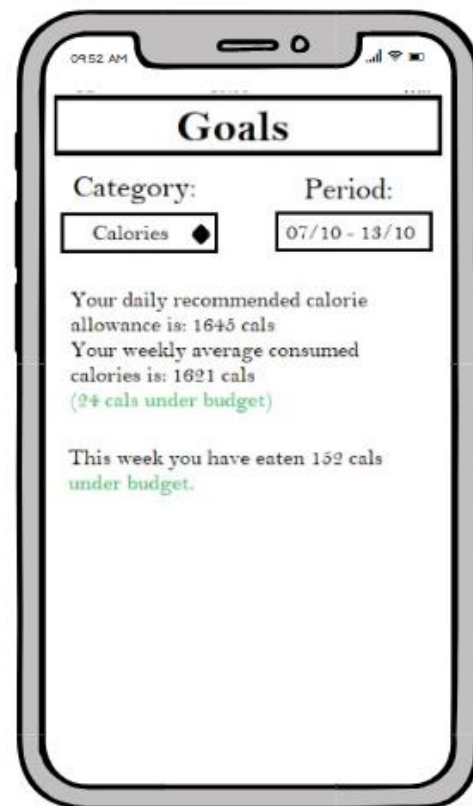 09:52 AM
Goals
Category:
Period:
Calories
07/10 - 13/10
Your daily recommended calorie
allowance is: 1645 cals
Your weekly average consumed
calories is: 1621 cals
(24 cals under budget)
This week you have eaten 152 cals
under budget.